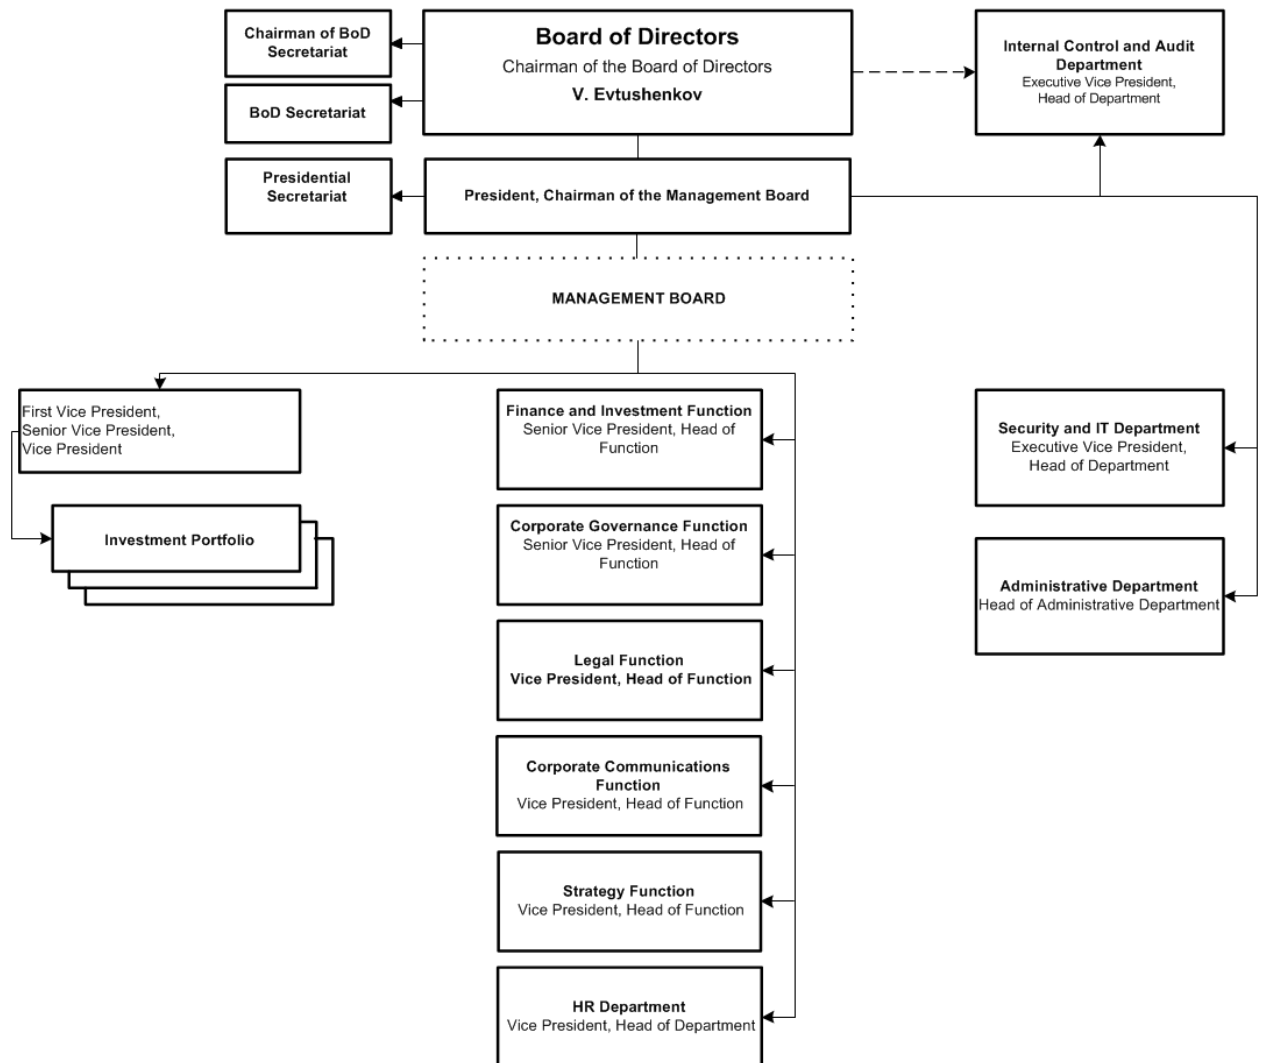 Chairman of BoD
Secretariat
Board of Directors
Chairman of the Board of Directors
V. Evtushenkov
Internal Control and Audit
Department
Executive Vice President,
Head of Department
BoD Secretariat
Presidential
Secretariat
President, Chairman of the Management Board
MANAGEMENT BOARD
First Vice President,
Senior Vice President,
Vice President
Investment Portfolio
Finance and Investment Function
Senior Vice President, Head of
Function
Corporate Governance Function
Senior Vice President, Head of
Function
Legal Function
Vice President, Head of Function
Corporate Communications
Function
Vice President, Head of Function
Strategy Function
Vice President, Head of Function
HR Department
Vice President, Head of Department
Security and IT Department
Executive Vice President,
Head of Department
Administrative Department
Head of Administrative Department